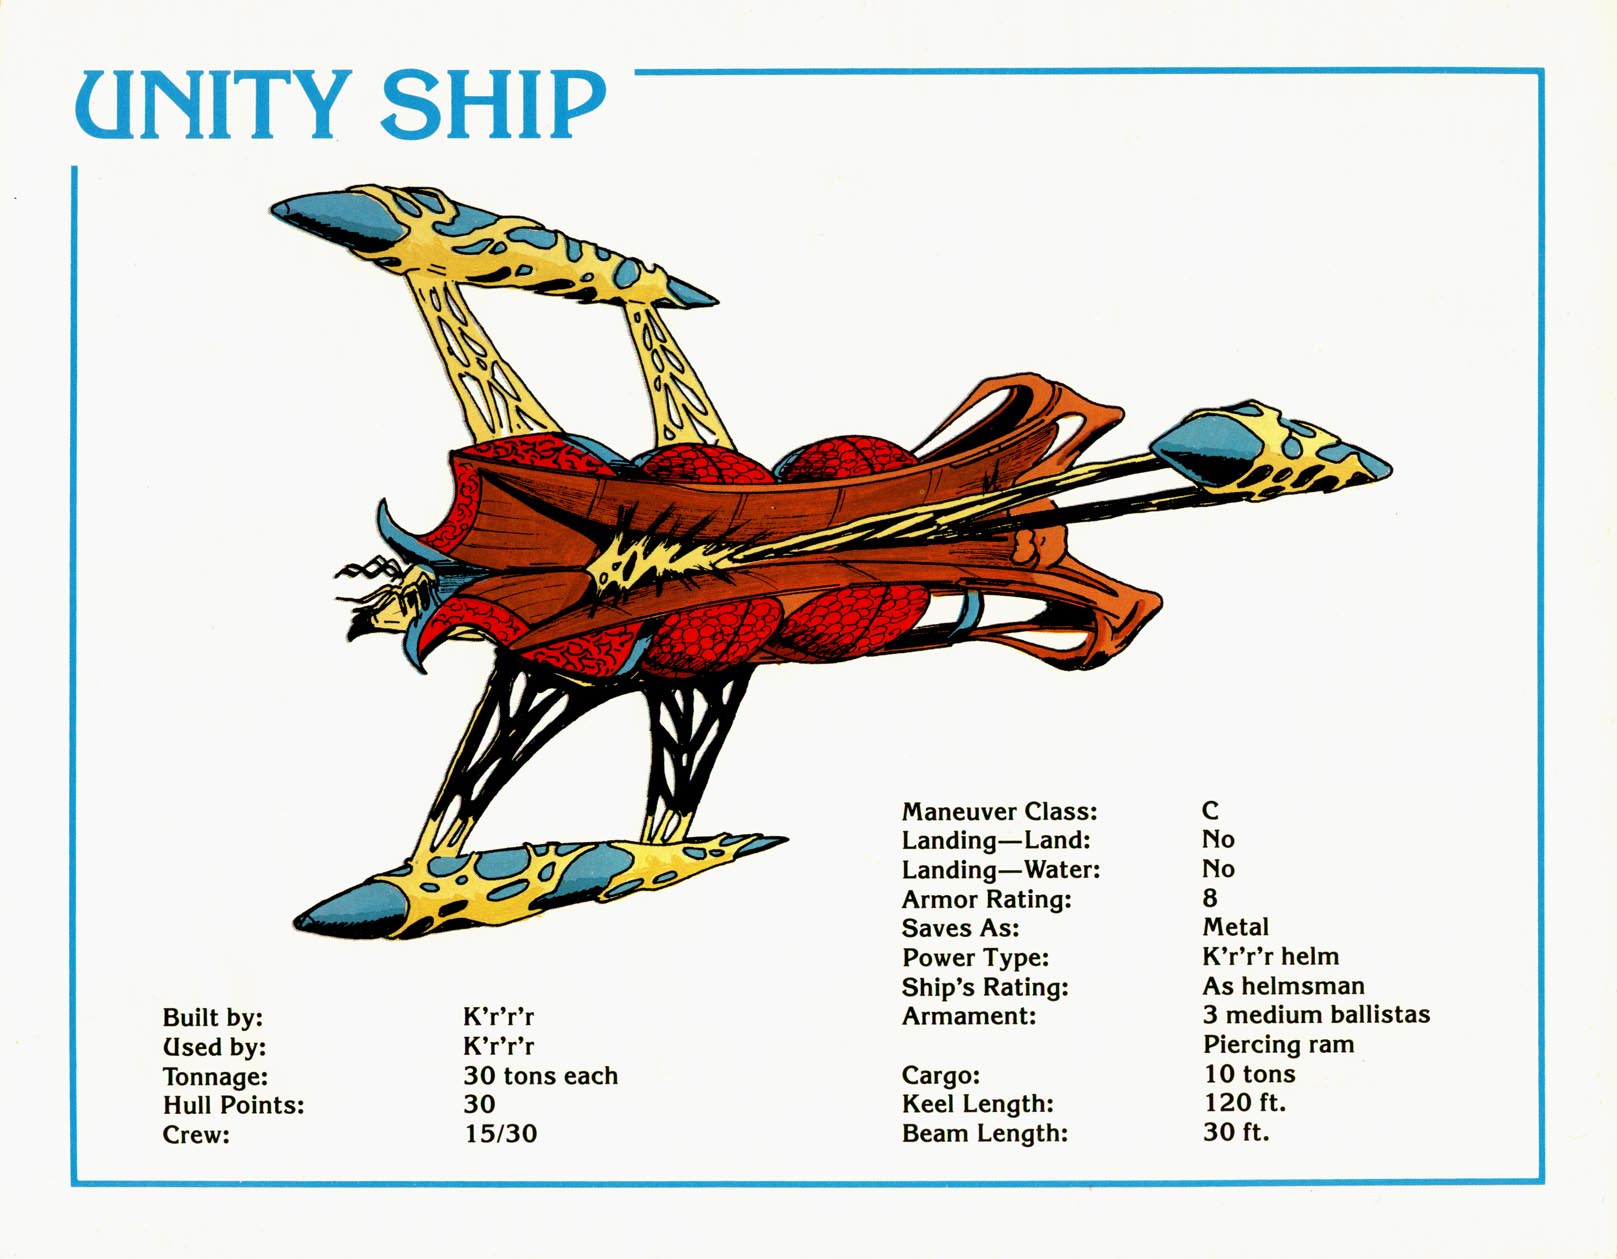 UNITY SHIP
Built by: K'r'r'r
Used by: K'r'r'r
Tonnage: 30 tons each
Hull Points: 30
Crew: 15/30
Maneuver Class: C
Landing—Land: No
Landing—Water: No
Armor Rating: 8
Saves As: Metal
Power Type: K'r'r'r helm
Ship's Rating: As helmsman
Armament: 3 medium ballistas
Piercing ram
Cargo: 10 tons
Keel Length: 120 ft.
Beam Length: 30 ft.